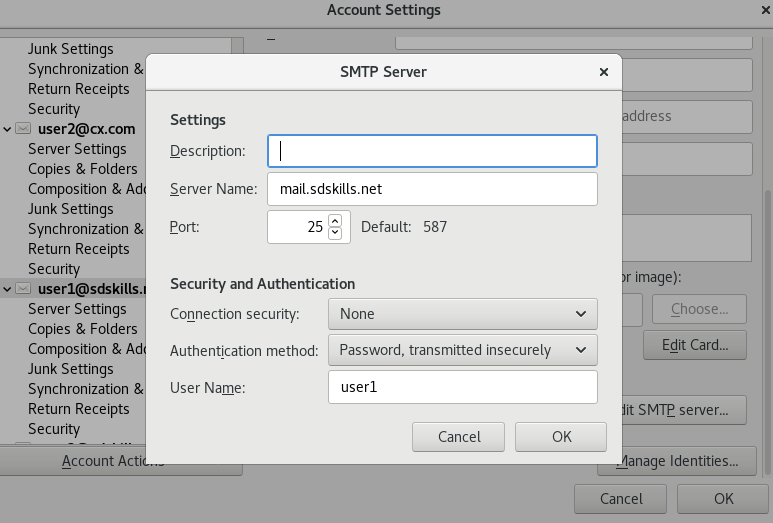 Account Settings
Junk Settings
Synchronization &
Return Receipts
Security
user2@cx.com
Server Settings
Copies & Folders
Composition & Add
Junk Settings
Synchronization &
Return Receipts
Security
user1@sdskills.n
Server Settings
Copies & Folders
Composition & Add
Junk Settings
Synchronization &
Return Receipts
Security
Account Actions
SMTP Server
Settings
Description:
Server Name: mail.sdskills.net
Port: 25 Default: 587
Security and Authentication
Connection security: None
Authentication method: Password, transmitted insecurely
User Name: user1
Cancel OK
address
or image):
Choose...
Edit Card...
dit SMTP server...
Manage Identities...
Cancel OK